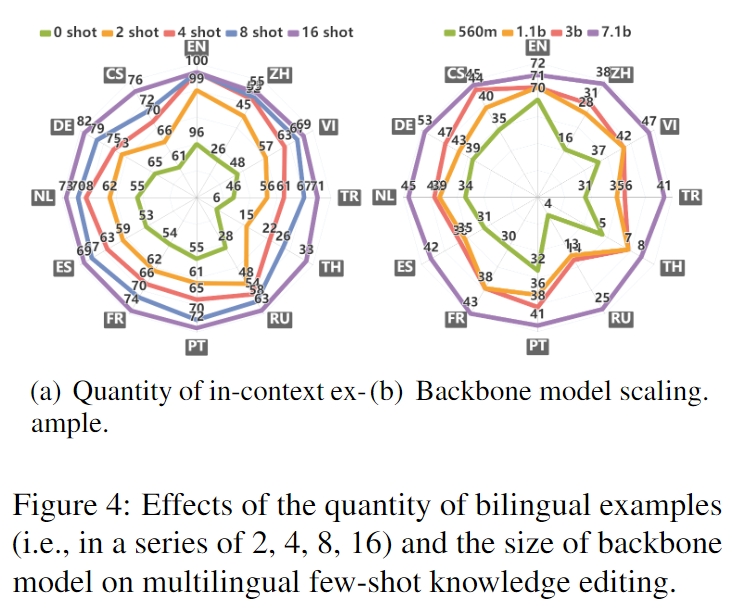 0 shot 2 shot 4 shot 8 shot 16 shot
560m 1.1b 3b 7.1b
EN
100
99
96
ZH
55
45
26
VI
69
63
57
48
TR
71
67
61
56
46
TH
33
26
22
15
6
RU
63
58
54
48
28
PT
72
70
65
61
55
FR
74
70
66
62
54
ES
67
63
59
53
NL
73
62
55
DE
82
79
75
73
65
CS
76
72
70
66
61
EN
72
71
70
ZH
38
31
28
16
VI
47
42
37
TR
41
31
TH
8
7
5
RU
25
14
13
4
PT
41
38
36
32
FR
43
38
30
ES
42
35
31
NL
45
39
34
DE
53
47
43
39
CS
45
44
40
35
(a) Quantity of in-context ex-
ample.
(b) Backbone model scaling.
Figure 4: Effects of the quantity of bilingual examples
(i.e., in a series of 2, 4, 8, 16) and the size of backbone
model on multilingual few-shot knowledge editing.